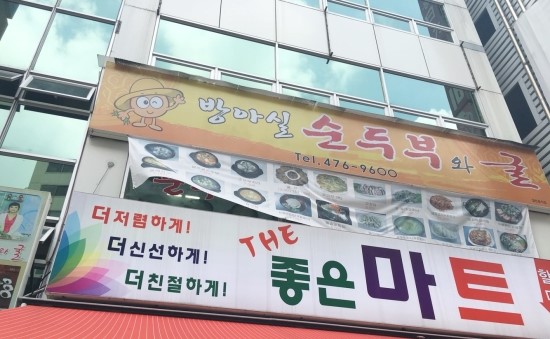 방아실 순두부와 굴
Tel. 476-9600
더저렴하게!
더신선하게!
더친절하게!
THE
좋은마트